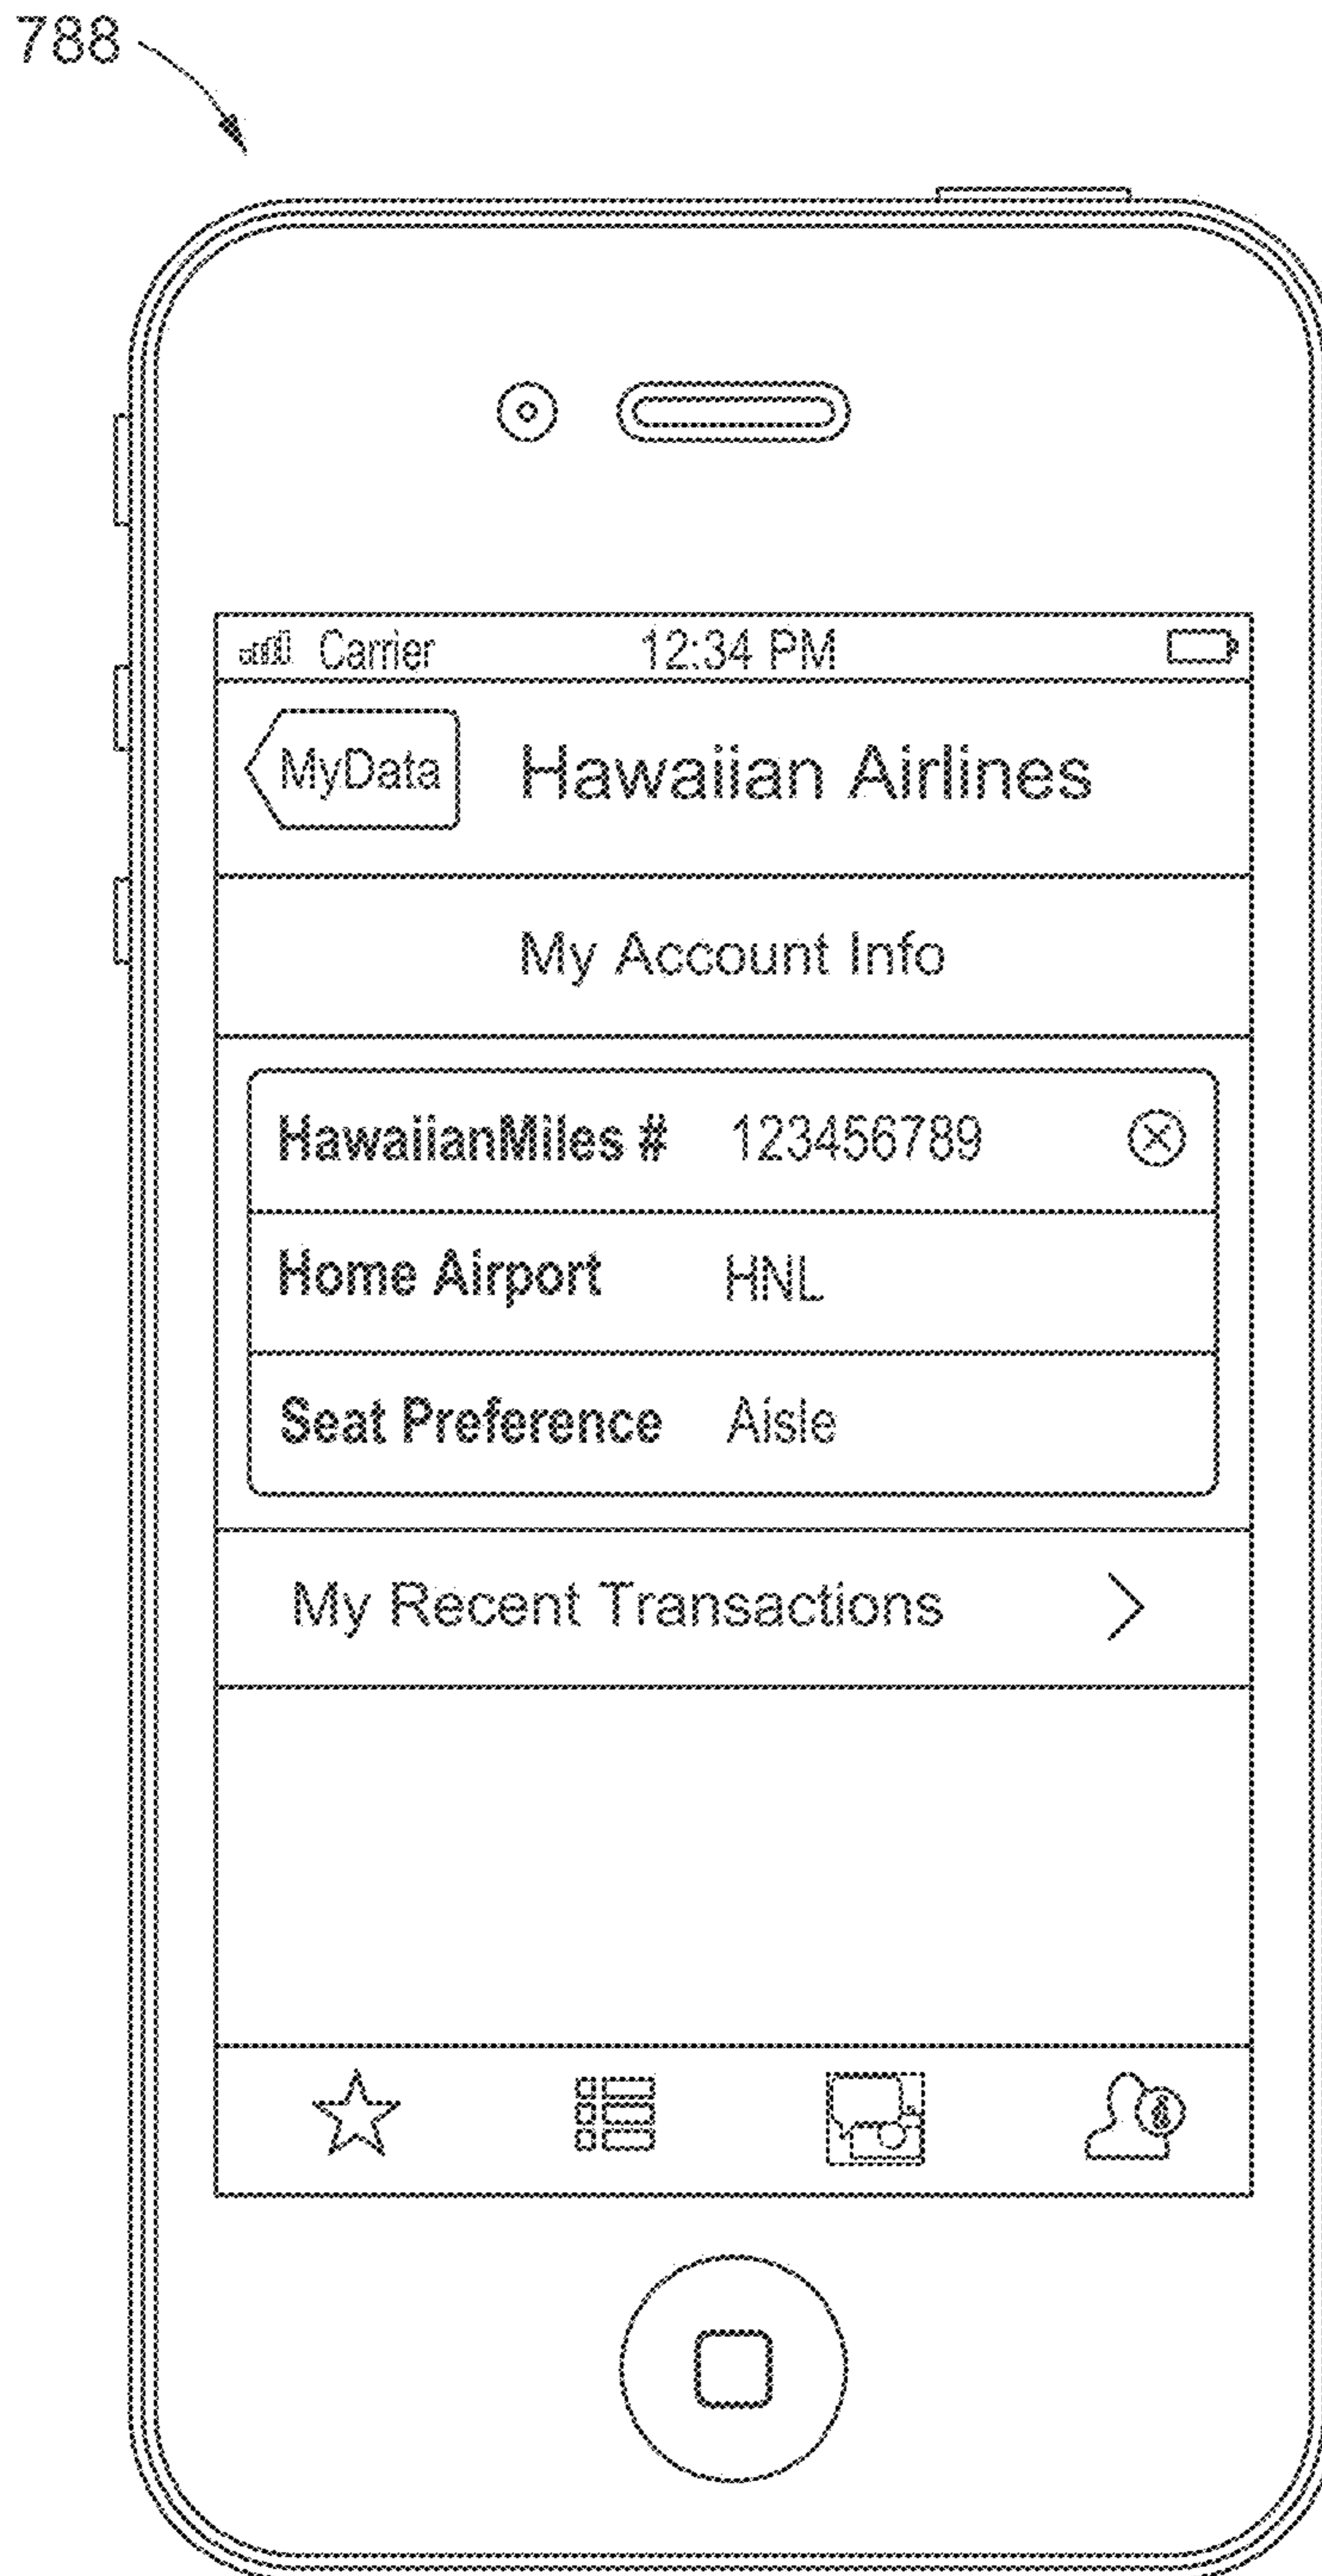 788
Carrier 12:34 PM
MyData Hawaiian Airlines
My Account Info
HawaiianMiles # 123456789
Home Airport HNL
Seat Preference Aisle
My Recent Transactions